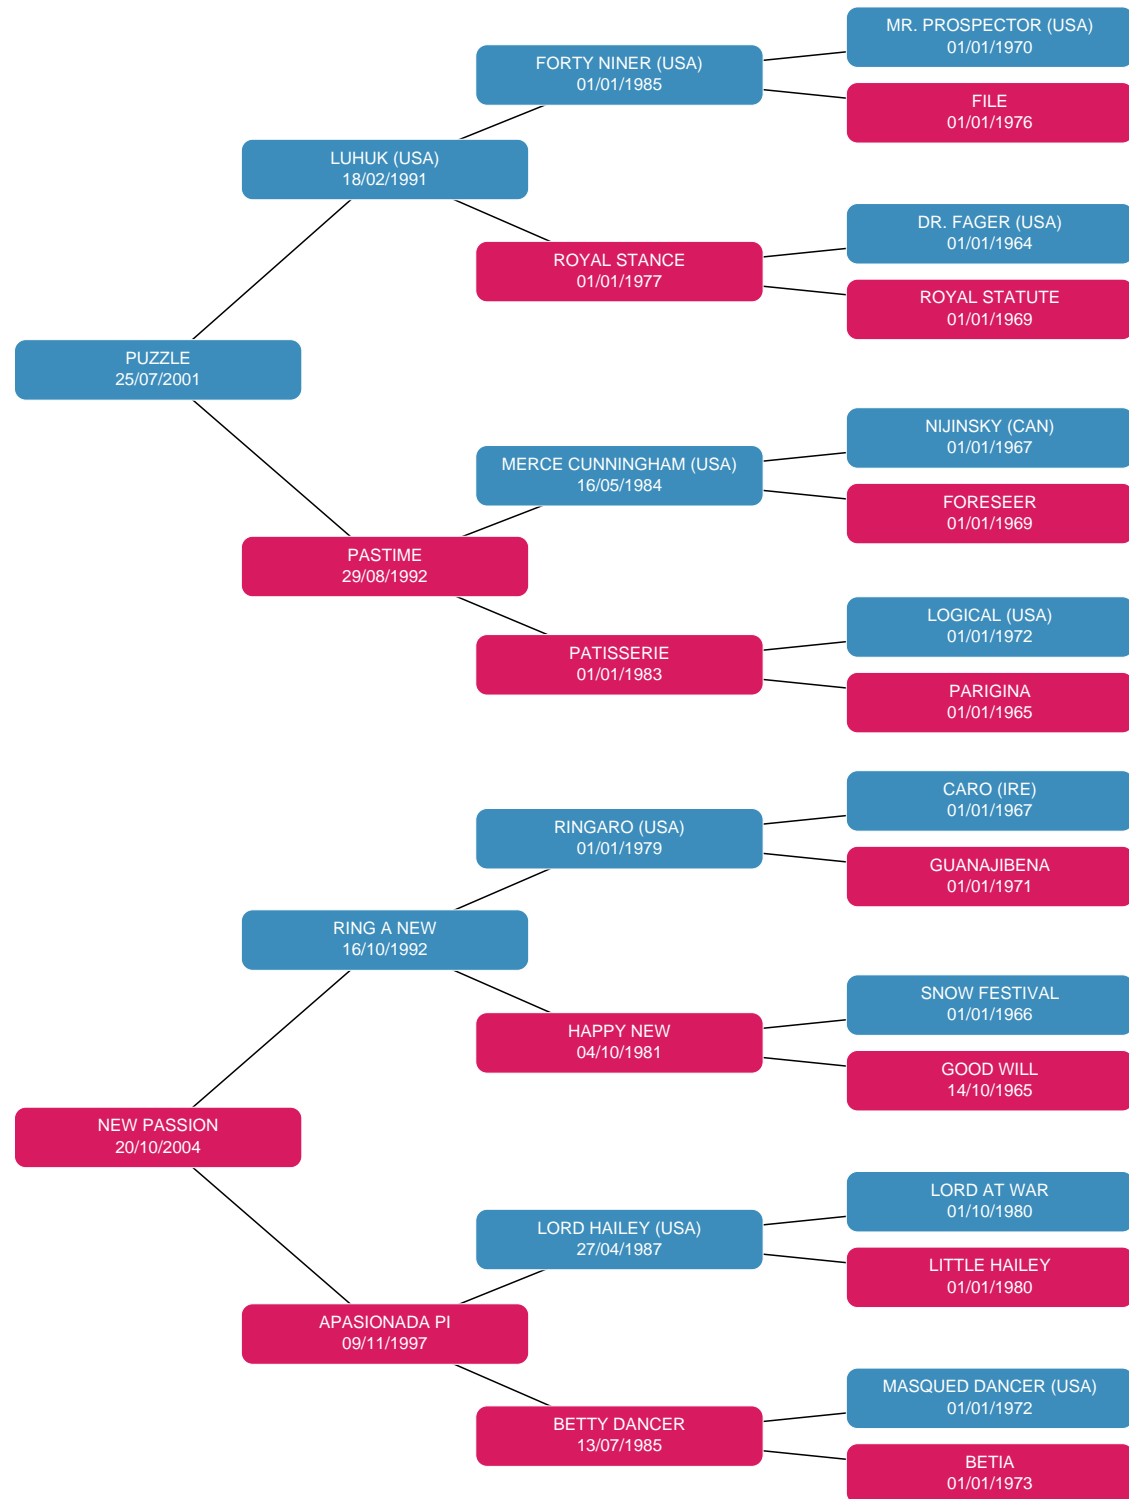 MR. PROSPECTOR (USA)
01/01/1970
FORTY NINER (USA)
01/01/1985
FILE
01/01/1976
LUHUK (USA)
18/02/1991
DR. FAGER (USA)
01/01/1964
ROYAL STANCE
01/01/1977
ROYAL STATUTE
01/01/1969
PUZZLE
25/07/2001
NIJINSKY (CAN)
01/01/1967
MERCE CUNNINGHAM (USA)
16/05/1984
FORESEER
01/01/1969
PASTIME
29/08/1992
LOGICAL (USA)
01/01/1972
PATISSERIE
01/01/1983
PARIGINA
01/01/1965
CARO (IRE)
01/01/1967
RINGARO (USA)
01/01/1979
GUANAJIBENA
01/01/1971
RING A NEW
16/10/1992
SNOW FESTIVAL
01/01/1966
HAPPY NEW
04/10/1981
GOOD WILL
14/10/1965
NEW PASSION
20/10/2004
LORD AT WAR
01/10/1980
LORD HAILEY (USA)
27/04/1987
LITTLE HAILEY
01/01/1980
APASIONADA PI
09/11/1997
MASQUED DANCER (USA)
01/01/1972
BETTY DANCER
13/07/1985
BETIA
01/01/1973